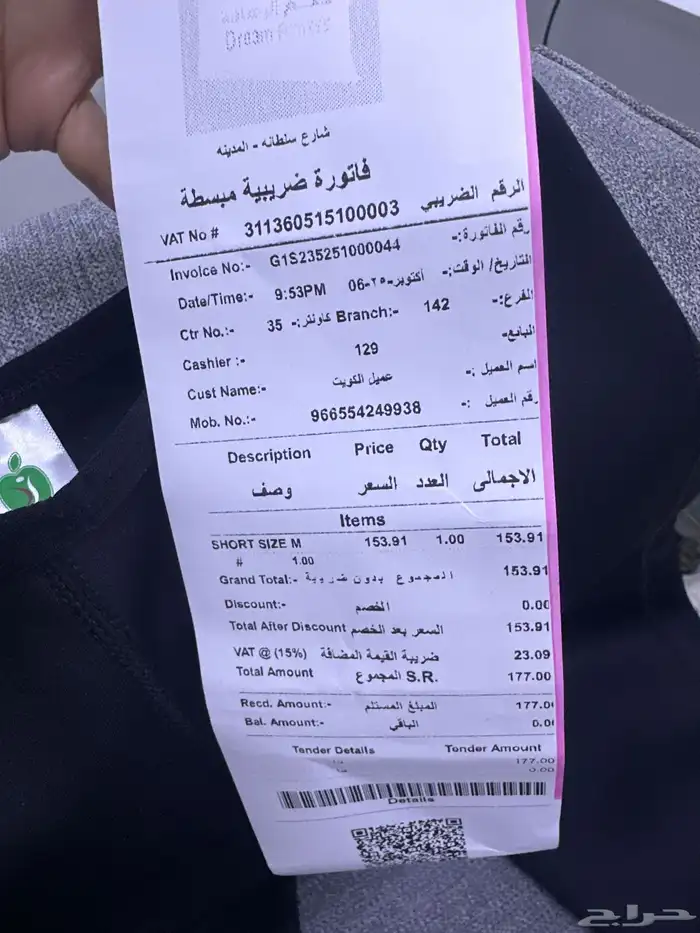 Dream
شارع سلطانه - المدينه
فاتورة ضريبية مبسطة
VAT No # 311360515100003 الرقم الضريبي
Invoice No:- G1S235251000044 رقم الفاتورة:-
Date/Time:- 9:53PM 06-أكتوبر-٢٥ التاريخ/ الوقت:-
Ctr No.:- 35 كاونتر:- Branch:- 142 الفرع:-
Cashier :- 129 البائع-
Cust Name:- عميل الكويت اسم العميل :-
Mob. No.:- 966554249938 رقم العميل :-
Description Price Qty Total
وصف السعر العدد الاجمالى
Items
SHORT SIZE M 153.91 1.00 153.91
# 1.00
Grand Total:- المجموع بدون ضريبة 153.91
Discount:- الخصم 0.00
Total After Discount السعر بعد الخصم 153.91
VAT @ (15%) ضريبة القيمة المضافة 23.09
Total Amount المجموع S.R. 177.00
Recd. Amount:- المبلغ المستلم 177.00
Bal. Amount:- الباقي 0.00
Tender Details Tender Amount
177.00
0.00
Details
حراج